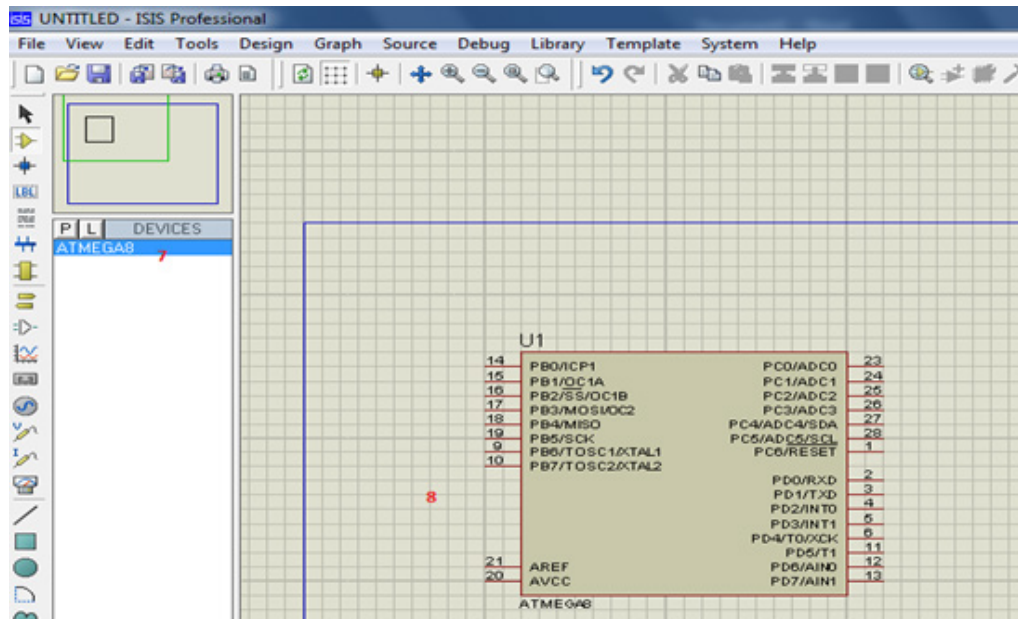 isis UNTITLED - ISIS Professional
File View Edit Tools Design Graph Source Debug Library Template System Help
LBL
P L DEVICES
ATMEGA8
7
U1
14 PB0/ICP1
15 PB1/OC1A
16 PB2/SS/OC1B
17 PB3/MOSI/OC2
18 PB4/MISO
19 PB5/SCK
9 PB6/TOSC1/XTAL1
10 PB7/TOSC2/XTAL2
21 AREF
20 AVCC
PC0/ADC0 23
PC1/ADC1 24
PC2/ADC2 25
PC3/ADC3 26
PC4/ADC4/SDA 27
PC5/ADC5/SCL 28
PC6/RESET 1
PD0/RXD 2
PD1/TXD 3
PD2/INT0 4
PD3/INT1 5
PD4/T0/XCK 6
PD5/T1 11
PD6/AIN0 12
PD7/AIN1 13
8
ATMEGA8